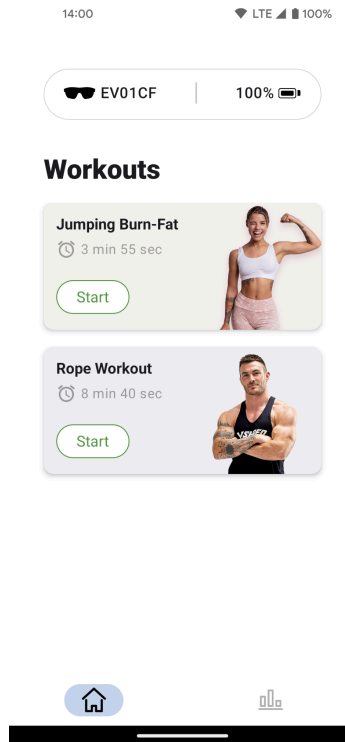 14:00
LTE 100%
EV01CF 100%
Workouts
Jumping Burn-Fat
3 min 55 sec
Start
Rope Workout
8 min 40 sec
Start